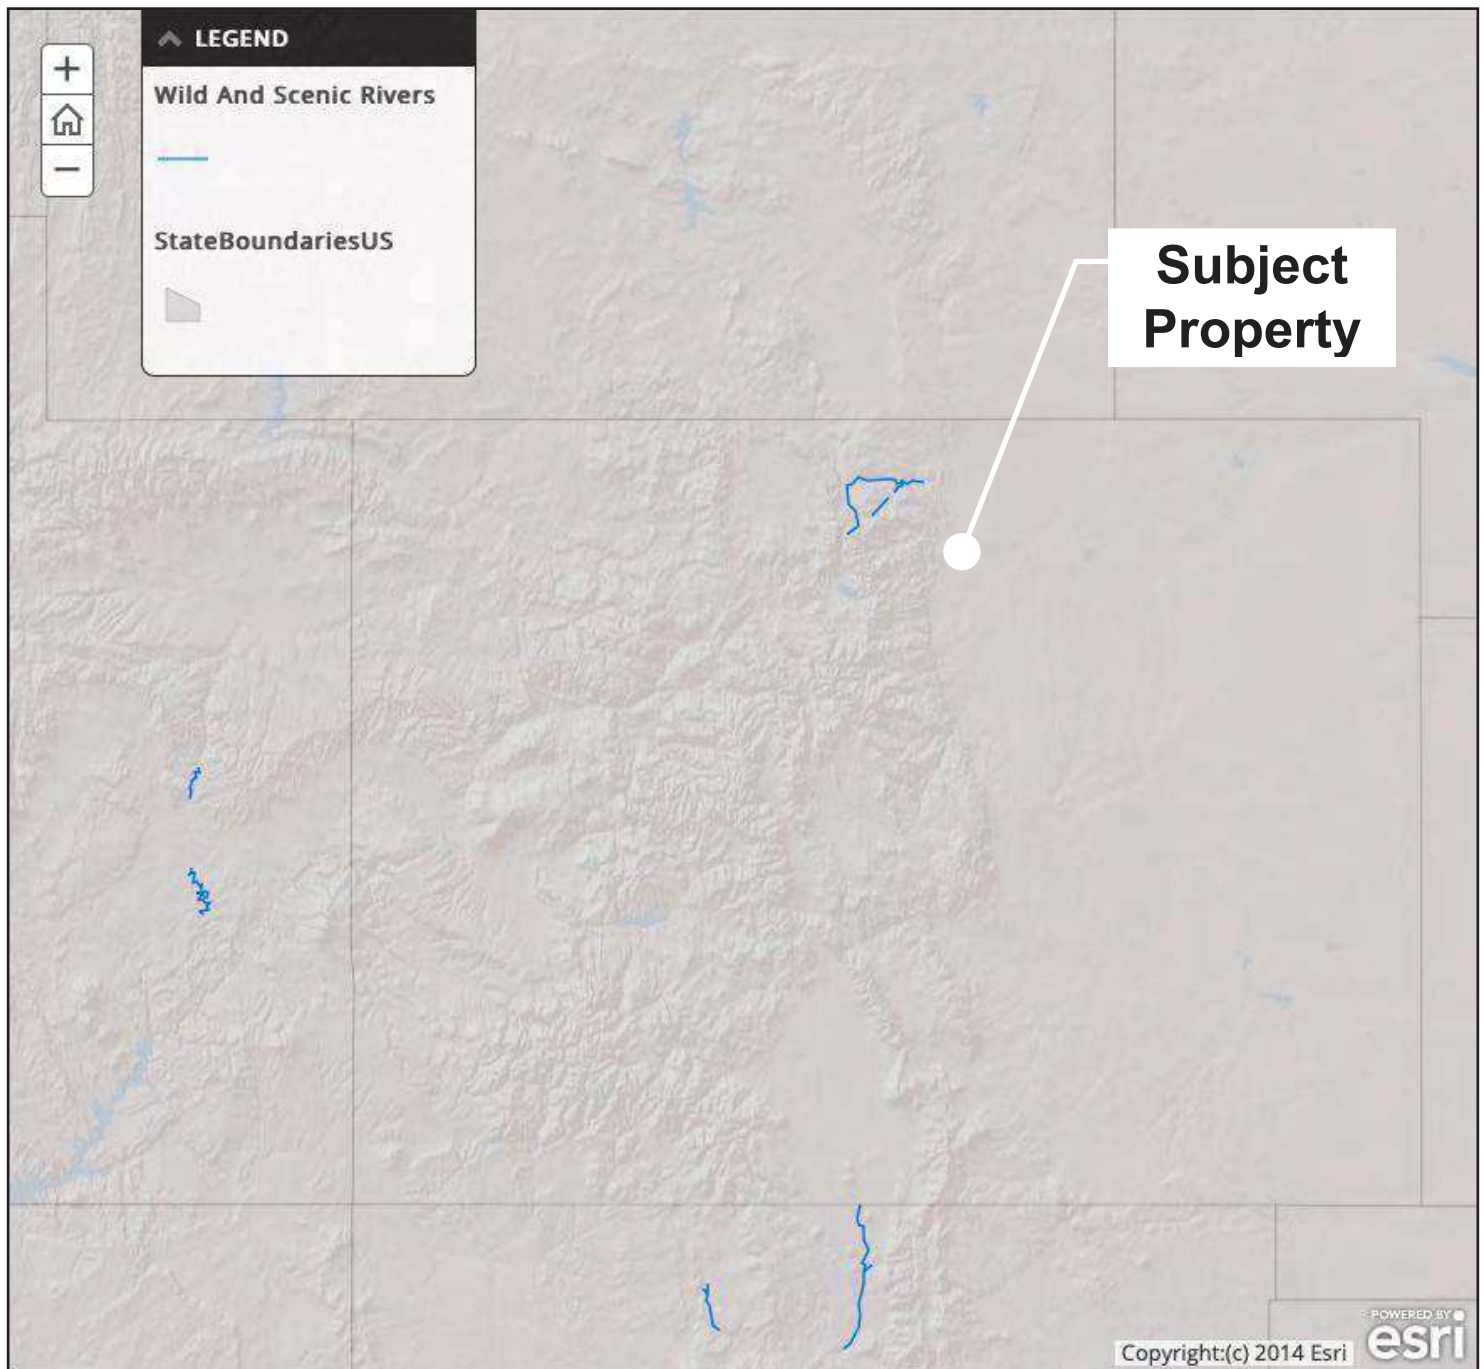 LEGEND
Wild And Scenic Rivers
StateBoundariesUS
Subject
Property
POWERED BY
esri
Copyright:(c) 2014 Esri